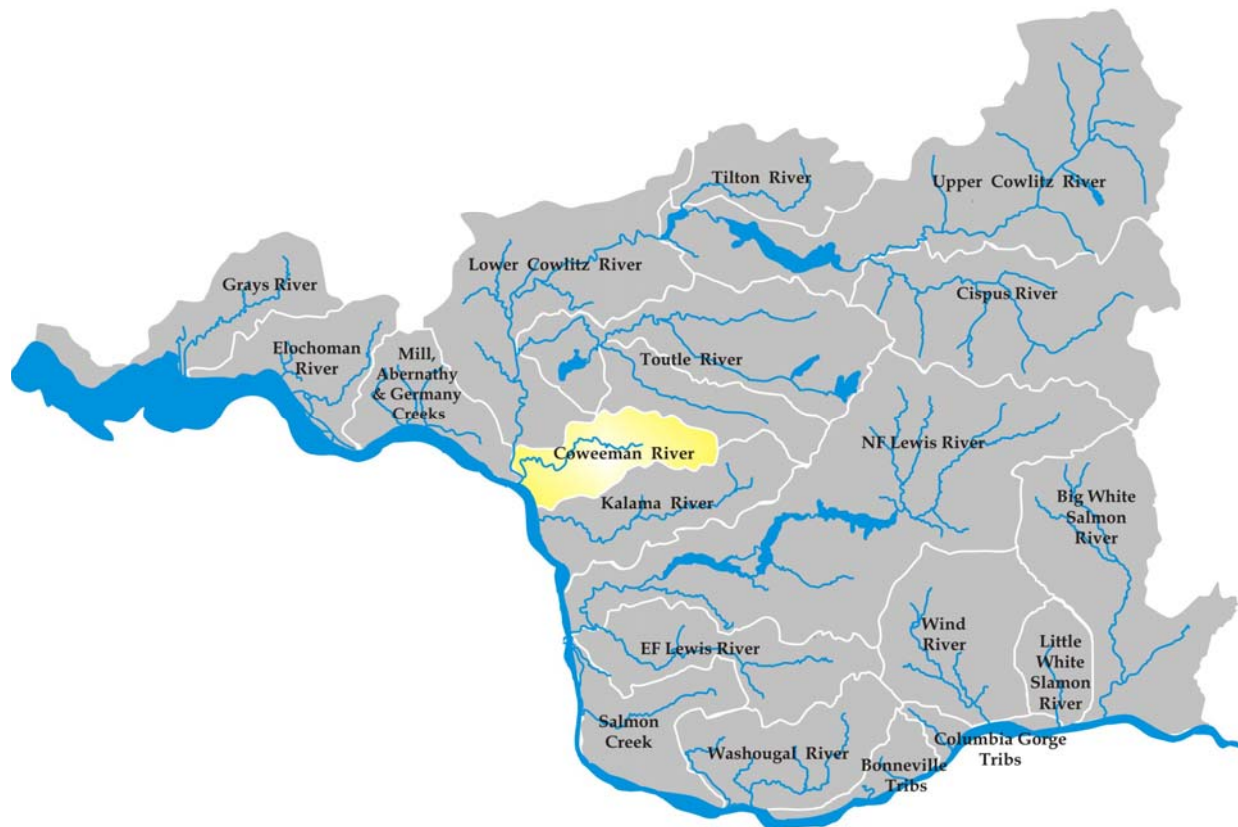 Tilton River
Upper Cowlitz River
Lower Cowlitz River
Grays River
Cispus River
Elochoman
River
Mill,
Abernathy
& Germany
Creeks
Toutle River
NF Lewis River
Coweeman River
Kalama River
Big White
Salmon
River
Wind
River
EF Lewis River
Little
White
Slamon
River
Salmon
Creek
Washougal River
Columbia Gorge
Tribs
Bonneville
Tribs